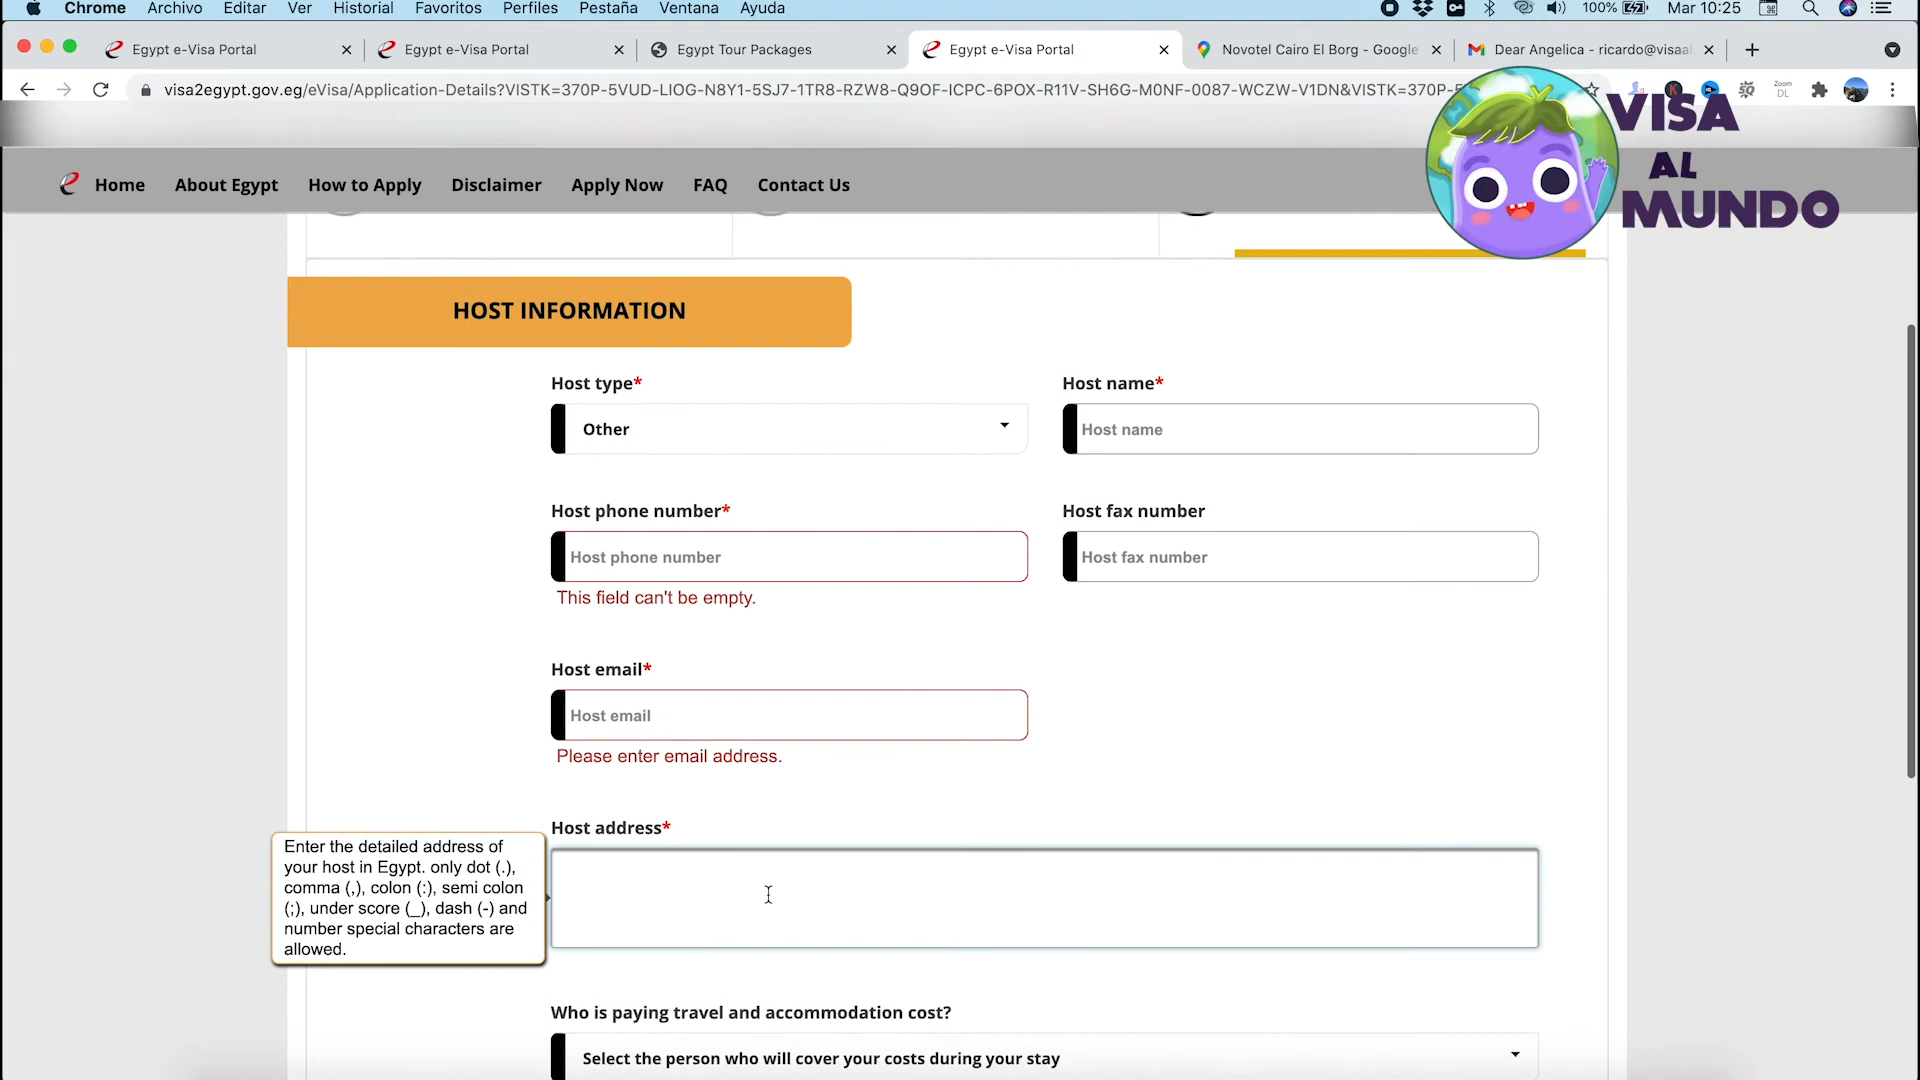 Chrome Archivo Editar Ver Historial Favoritos Perfiles Pestaña Ventana Ayuda 100% Mar 10:25
Egypt e-Visa Portal Egypt e-Visa Portal Egypt Tour Packages Egypt e-Visa Portal Novotel Cairo El Borg - Google Dear Angelica - ricardo@visaal
visa2egypt.gov.eg/eVisa/Application-Details?VISTK=370P-5VUD-LIOG-N8Y1-5SJ7-1TR8-RZW8-Q9OF-ICPC-6POX-R11V-SH6G-M0NF-0087-WCZW-V1DN&VISTK=370P-5
Zoom
DL
VISA
AL
MUNDO
Home About Egypt How to Apply Disclaimer Apply Now FAQ Contact Us
HOST INFORMATION
Host type* Host name*
Other Host name
Host phone number* Host fax number
Host phone number Host fax number
This field can't be empty.
Host email*
Host email
Please enter email address.
Host address*
Enter the detailed address of
your host in Egypt. only dot (.),
comma (,), colon (:), semi colon
(;), under score (_), dash (-) and
number special characters are
allowed.
Who is paying travel and accommodation cost?
Select the person who will cover your costs during your stay